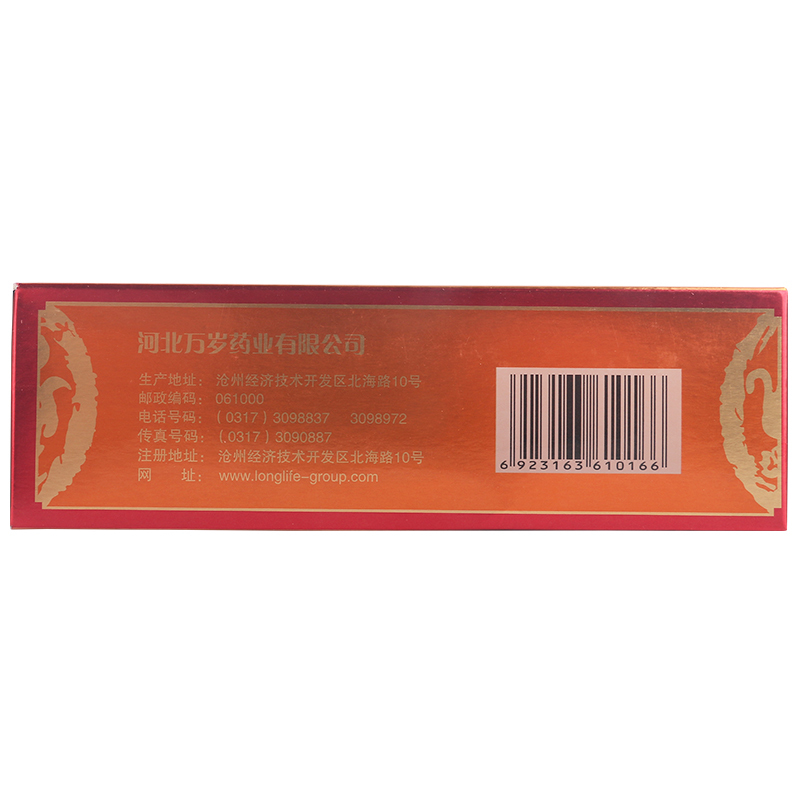 河北万岁药业有限公司
生产地址：沧州经济技术开发区北海路10号
邮政编码：061000
电话号码：(0317) 3098837 3098972
传真号码：(0317) 3090887
注册地址：沧州经济技术开发区北海路10号
网 址：www.longlife-group.com
6 923163 610166